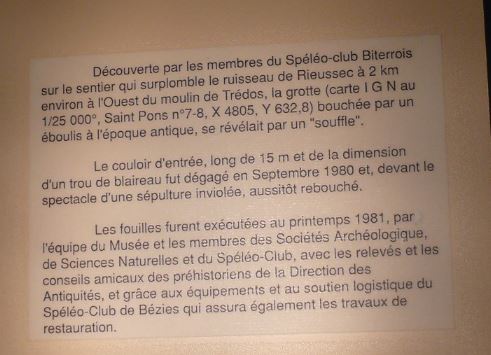 Découverte par les membres du Spéléo-club Biterrois
sur le sentier qui surplomble le ruisseau de Rieussec à 2 km
environ à l'Ouest du moulin de Trédos, la grotte (carte I G N au
1/25 000°, Saint Pons n°7-8, X 4805, Y 632,8) bouchée par un
éboulis à l'époque antique, se révélait par un "souffle".
Le couloir d'entrée, long de 15 m et de la dimension
d'un trou de blaireau fut dégagé en Septembre 1980 et, devant le
spectacle d'une sépulture inviolée, aussitôt rebouché.
Les fouilles furent exécutées au printemps 1981, par
l'équipe du Musée et les membres des Sociétés Archéologique,
de Sciences Naturelles et du Spéléo-Club, avec les relevés et les
conseils amicaux des préhistoriens de la Direction des
Antiquités, et grâce aux équipements et au soutien logistique du
Spéléo-Club de Bézies qui assura également les travaux de
restauration.